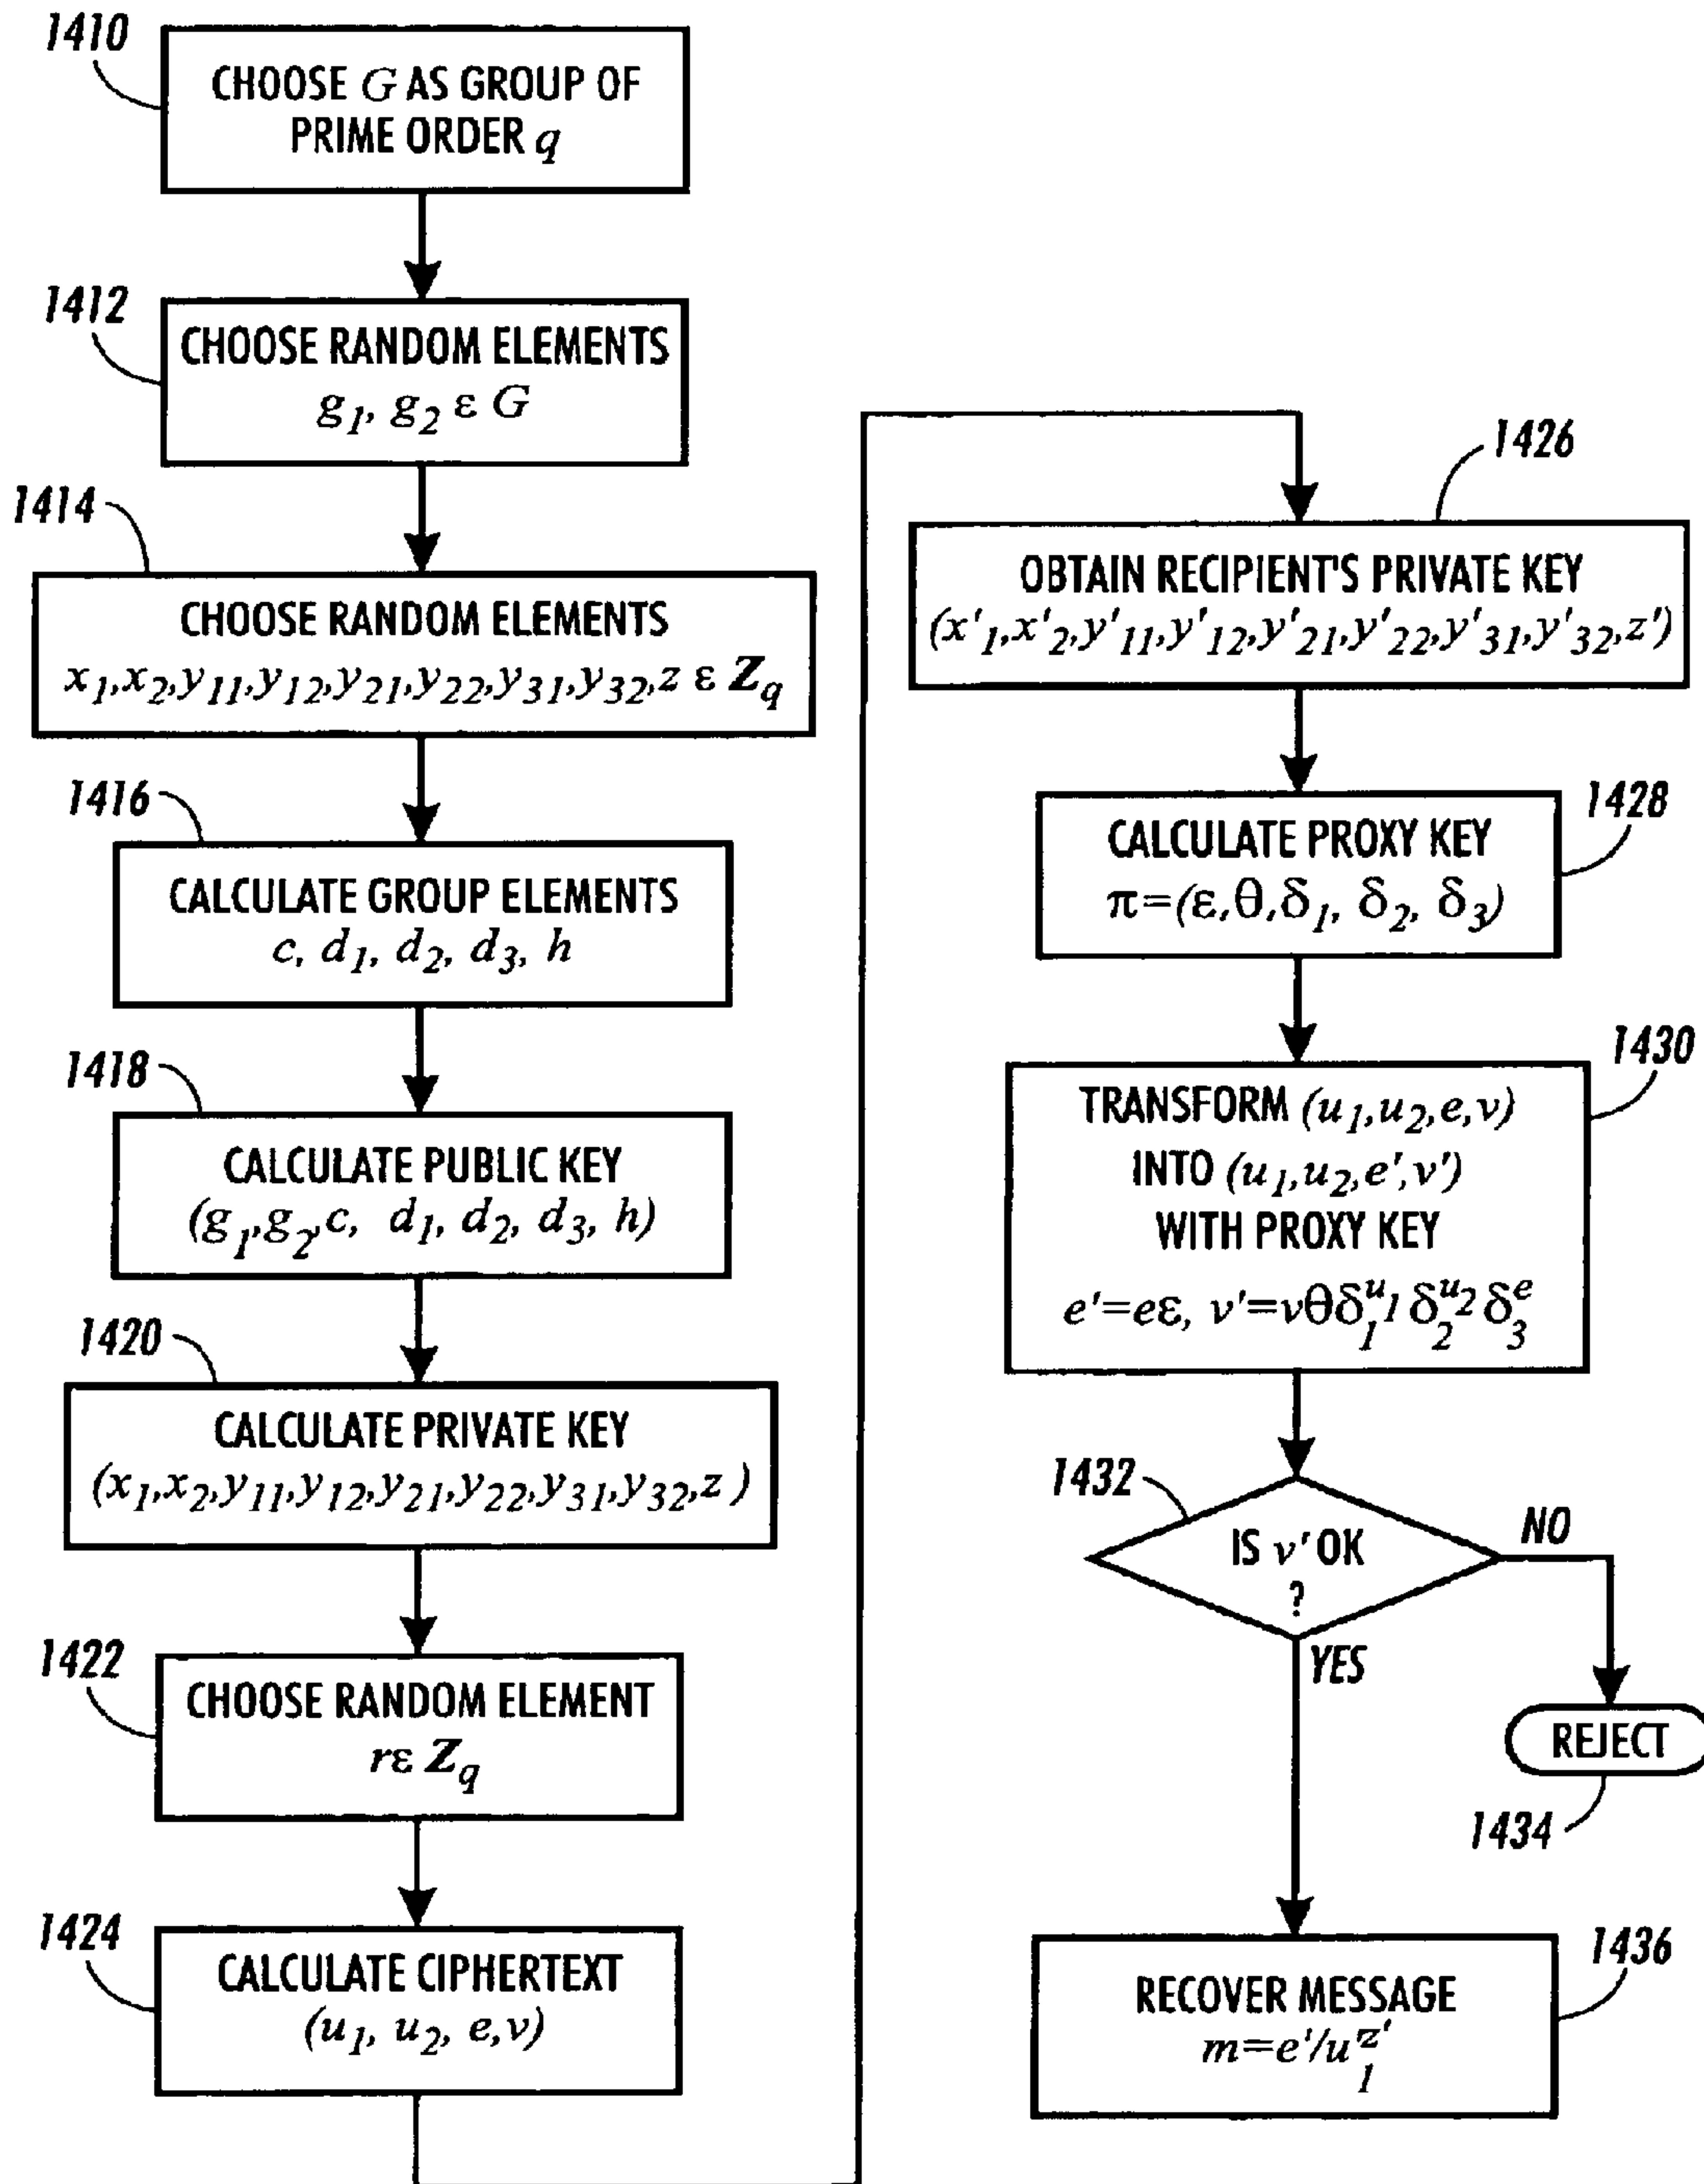 1410
CHOOSE G AS GROUP OF
PRIME ORDER q
1412
CHOOSE RANDOM ELEMENTS
g1, g2 ε G
1414
CHOOSE RANDOM ELEMENTS
x1,x2,y11,y12,y21,y22,y31,y32,z ε Zq
1416
CALCULATE GROUP ELEMENTS
c, d1, d2, d3, h
1418
CALCULATE PUBLIC KEY
(g1,g2,c, d1, d2, d3, h)
1420
CALCULATE PRIVATE KEY
(x1,x2,y11,y12,y21,y22,y31,y32,z )
1422
CHOOSE RANDOM ELEMENT
rε Zq
1424
CALCULATE CIPHERTEXT
(u1, u2, e,v)
1426
OBTAIN RECIPIENT'S PRIVATE KEY
(x'1,x'2,y'11,y'12,y'21,y'22,y'31,y'32,z')
1428
CALCULATE PROXY KEY
π=(ε,θ,δ1, δ2, δ3)
1430
TRANSFORM (u1,u2,e,v)
INTO (u1,u2,e',v')
WITH PROXY KEY
e'=eε, v'=vθδ1^u1 δ2^u2 δ3^e
1432
IS v' OK
?
NO
YES
REJECT
1434
1436
RECOVER MESSAGE
m=e'/u1^z'